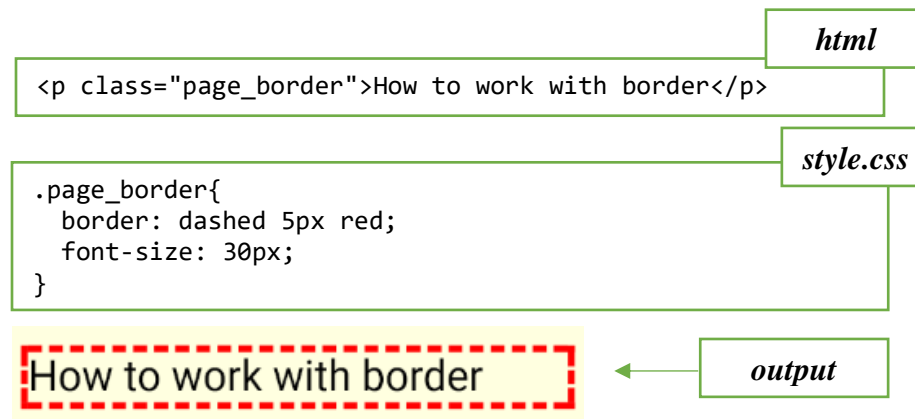 html
<p class="page_border">How to work with border</p>
style.css
.page_border{
  border: dashed 5px red;
  font-size: 30px;
}
How to work with border
output